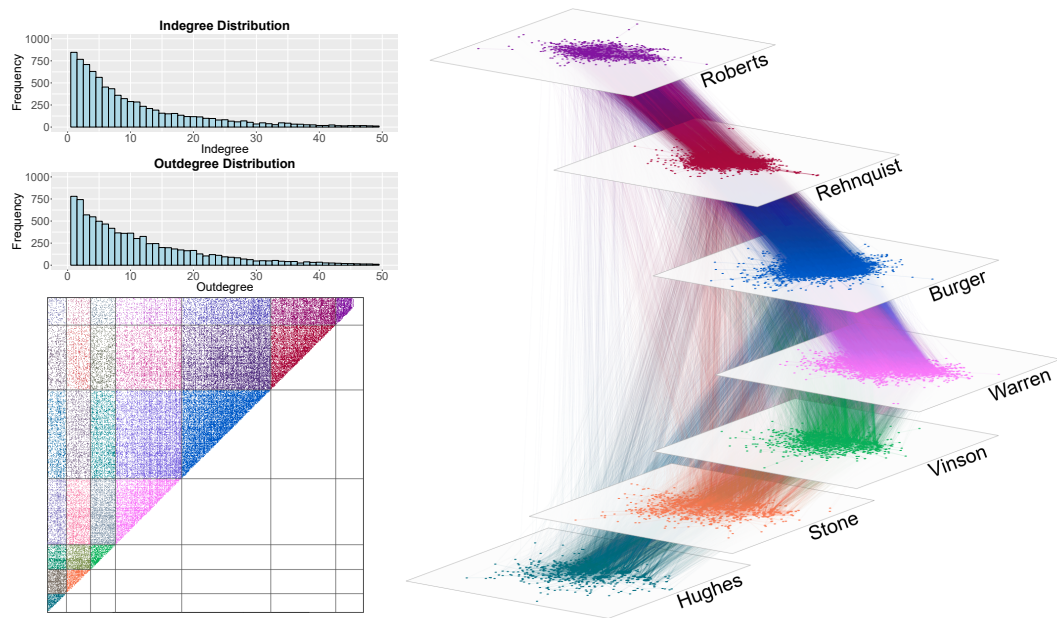 Indegree Distribution
Frequency
1000
750
500
250
0
0 10 20 30 40 50
Indegree
Outdegree Distribution
Frequency
1000
750
500
250
0
0 10 20 30 40 50
Outdegree
Roberts
Rehnquist
Burger
Warren
Vinson
Stone
Hughes